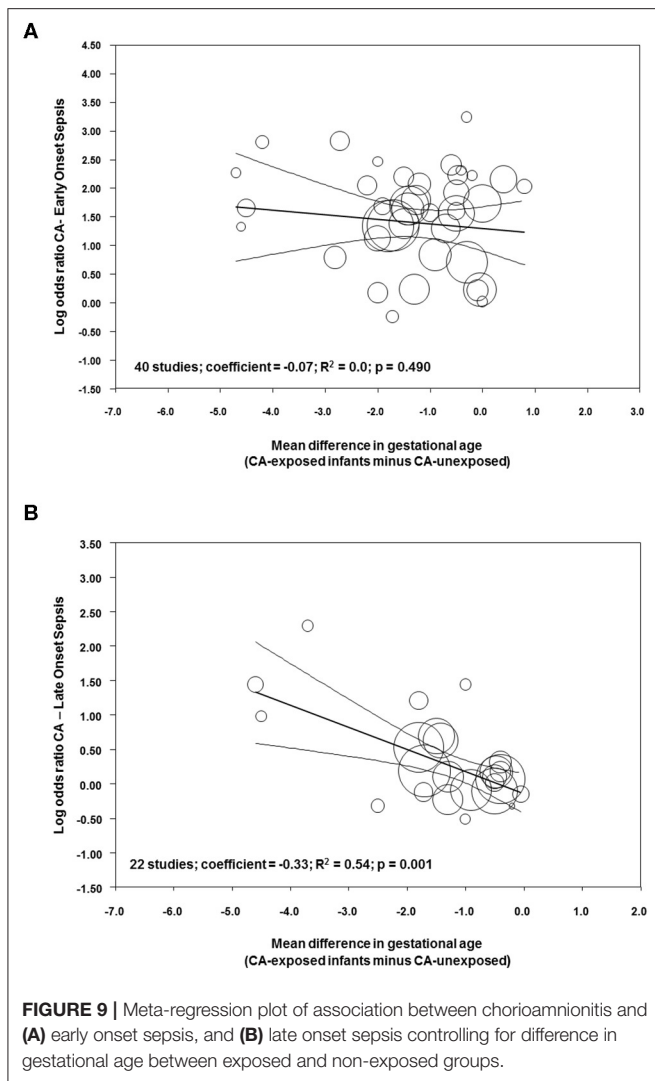 A
Log odds ratio CA- Early Onset Sepsis
4.50
4.00
3.50
3.00
2.50
2.00
1.50
1.00
0.50
0.00
-0.50
-1.00
-1.50
40 studies; coefficient = -0.07; R² = 0.0; p = 0.490
-7.0 -6.0 -5.0 -4.0 -3.0 -2.0 -1.0 0.0 1.0 2.0 3.0
Mean difference in gestational age
(CA-exposed infants minus CA-unexposed)
B
Log odds ratio CA – Late Onset Sepsis
3.50
3.00
2.50
2.00
1.50
1.00
0.50
0.00
-0.50
-1.00
-1.50
22 studies; coefficient = -0.33; R² = 0.54; p = 0.001
-7.0 -6.0 -5.0 -4.0 -3.0 -2.0 -1.0 0.0 1.0 2.0
Mean difference in gestational age
(CA-exposed infants minus CA-unexposed)
FIGURE 9 | Meta-regression plot of association between chorioamnionitis and
(A) early onset sepsis, and (B) late onset sepsis controlling for difference in
gestational age between exposed and non-exposed groups.